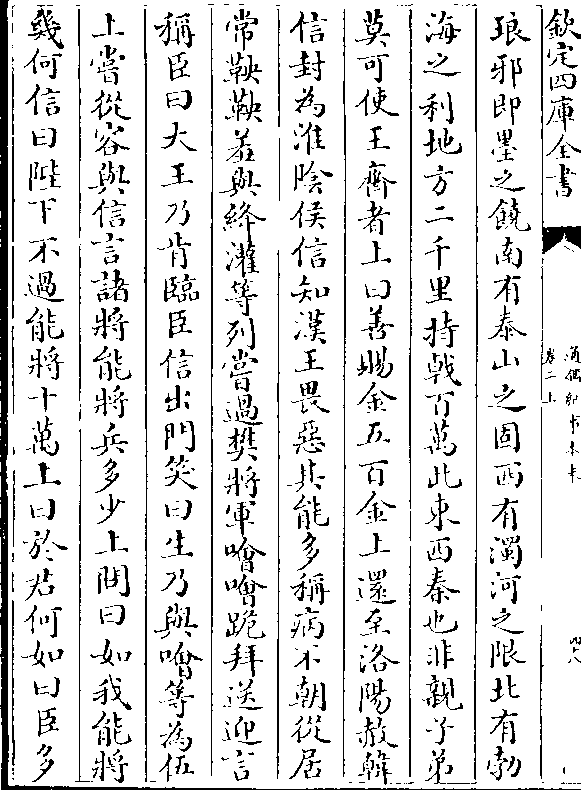 欽定四庫全書
通鑑紀事本末
卷二上
四八
琅邪即墨之饒南有泰山之固西有濁河之限北有勃
海之利地方二千里持戟百萬此東西秦也非親子弟
莫可使王齊者上曰善賜金五百金上還至洛陽赦韓
信封為淮陰侯信知漢王畏惡其能多稱病不朝從居
常鞅鞅羞與絳灌等列嘗過樊將軍噲噲跪拜送迎言
稱臣曰大王乃肯臨臣信出門笑曰生乃與噲等為伍
上嘗從容與信言諸將能將兵多少上問曰如我能將
幾何信曰陛下不過能將十萬上曰於君何如曰臣多